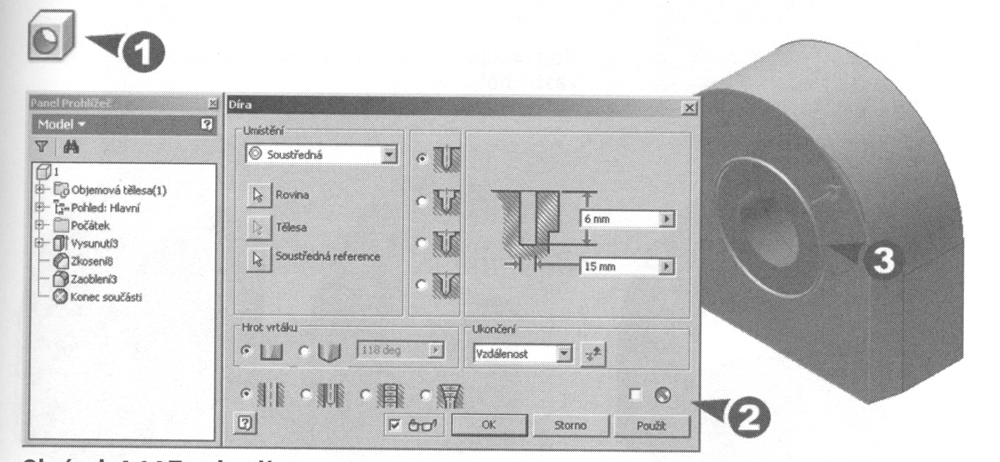 1
Panel Prohlížeč
Model
1
Objemová tělesa(1)
Pohled: Hlavní
Počátek
Vysunutí3
Zkosení8
Zaoblení3
Konec součásti
Díra
Umístění
Soustředná
Rovina
Tělesa
Soustředná reference
6 mm
15 mm
Hrot vrtáku
118 deg
Ukončení
Vzdálenost
OK
Storno
Použít
2
3